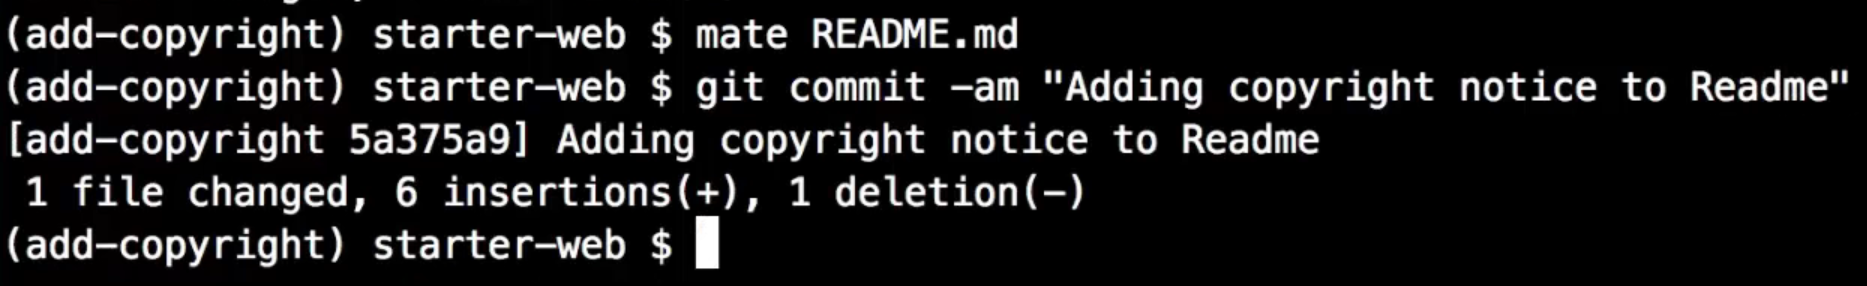 (add-copyright) starter-web $ mate README.md
(add-copyright) starter-web $ git commit -am "Adding copyright notice to Readme"
[add-copyright 5a375a9] Adding copyright notice to Readme
 1 file changed, 6 insertions(+), 1 deletion(-)
(add-copyright) starter-web $